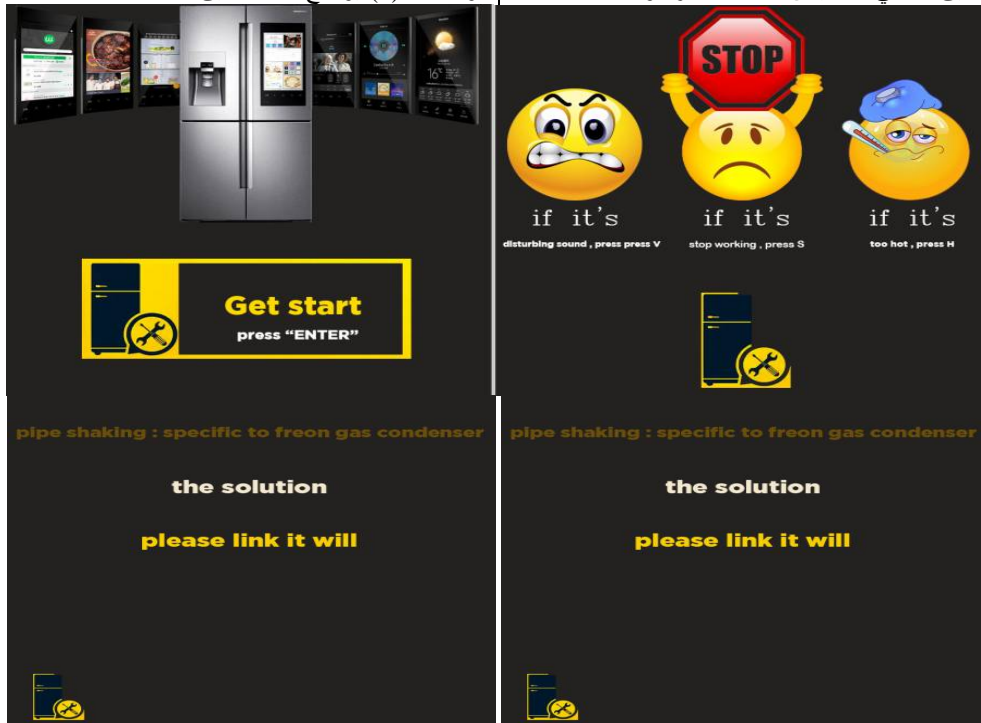 Get start
press “ENTER”
STOP
if it's
disturbing sound , press press V
if it's
stop working , press S
if it's
too hot , press H
pipe shaking : specific to freon gas condenser
the solution
please link it will
pipe shaking : specific to freon gas condenser
the solution
please link it will